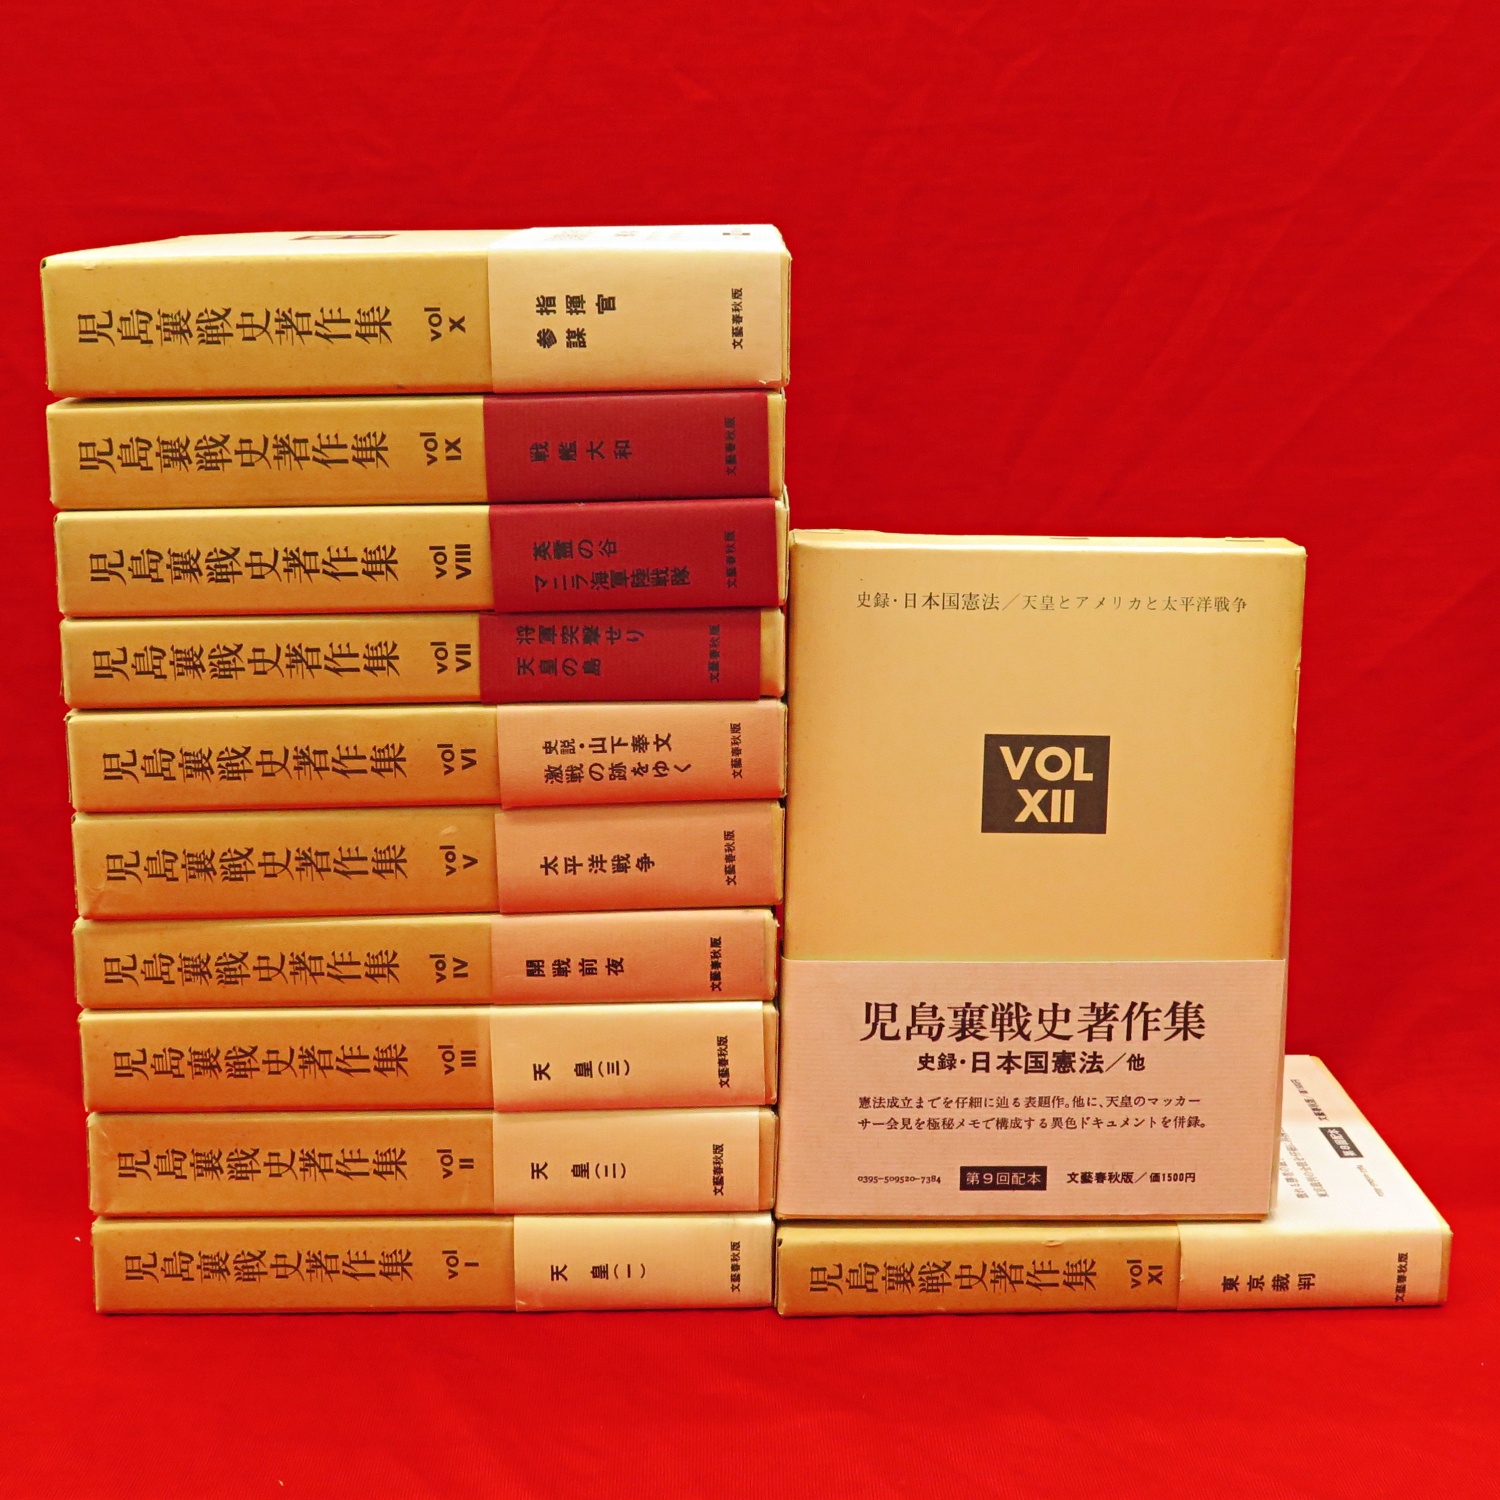 児島襄戦史著作集 vol X 指揮官 参謀 文藝春秋版
児島襄戦史著作集 vol IX 戦艦大和 文藝春秋版
児島襄戦史著作集 vol VIII 英霊の谷 マニラ海軍陸戦隊 文藝春秋版
児島襄戦史著作集 vol VII 将軍突撃せり 天皇の島 文藝春秋版
児島襄戦史著作集 vol VI 史説・山下奉文 激戦の跡をゆく 文藝春秋版
児島襄戦史著作集 vol V 太平洋戦争 文藝春秋版
児島襄戦史著作集 vol IV 開戦前夜 文藝春秋版
児島襄戦史著作集 vol III 天皇(三) 文藝春秋版
児島襄戦史著作集 vol II 天皇(二) 文藝春秋版
児島襄戦史著作集 vol I 天皇(一) 文藝春秋版
史録・日本国憲法/天皇とアメリカと太平洋戦争
VOL
XII
児島襄戦史著作集
史録・日本国憲法/他
憲法成立までを仔細に辿る表題作。他に、天皇のマッカー
サー会見を極秘メモで構成する異色ドキュメントを併録。
0395-509520-7384 第9回配本 文藝春秋版/価1500円
児島襄戦史著作集 vol XI 東京裁判 文藝春秋版